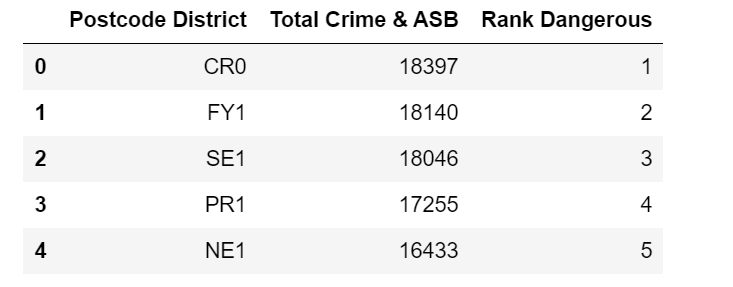 Postcode District Total Crime & ASB Rank Dangerous
0 CR0 18397 1
1 FY1 18140 2
2 SE1 18046 3
3 PR1 17255 4
4 NE1 16433 5